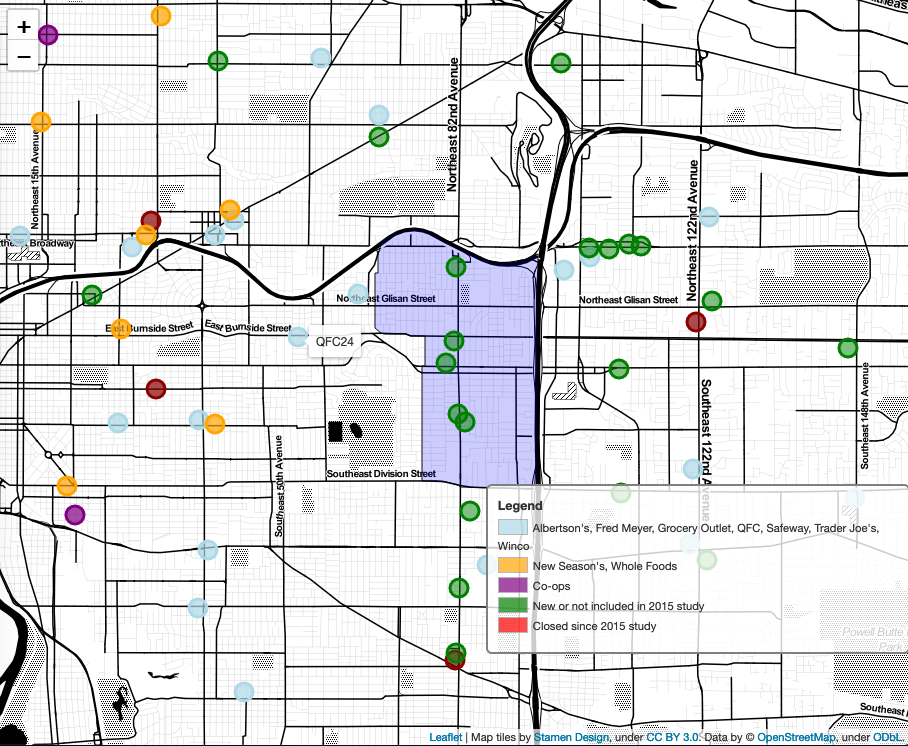 +
−
Northeast 82nd Avenue
Northeast 15th Avenue
Northeast 122nd Avenue
Broadway
Northeast Glisan Street
Northeast Glisan Street
East Burnside Street
East Burnside Street
QFC24
Southeast 122nd Avenue
Southeast 148th Avenue
Southeast 50th Avenue
Southeast Division Street
Legend
Albertson's, Fred Meyer, Grocery Outlet, QFC, Safeway, Trader Joe's,
Winco
New Season's, Whole Foods
Co-ops
New or not included in 2015 study
Closed since 2015 study
Powell Butte
Park
Southeast
Leaflet | Map tiles by Stamen Design, under CC BY 3.0. Data by © OpenStreetMap, under ODbL.